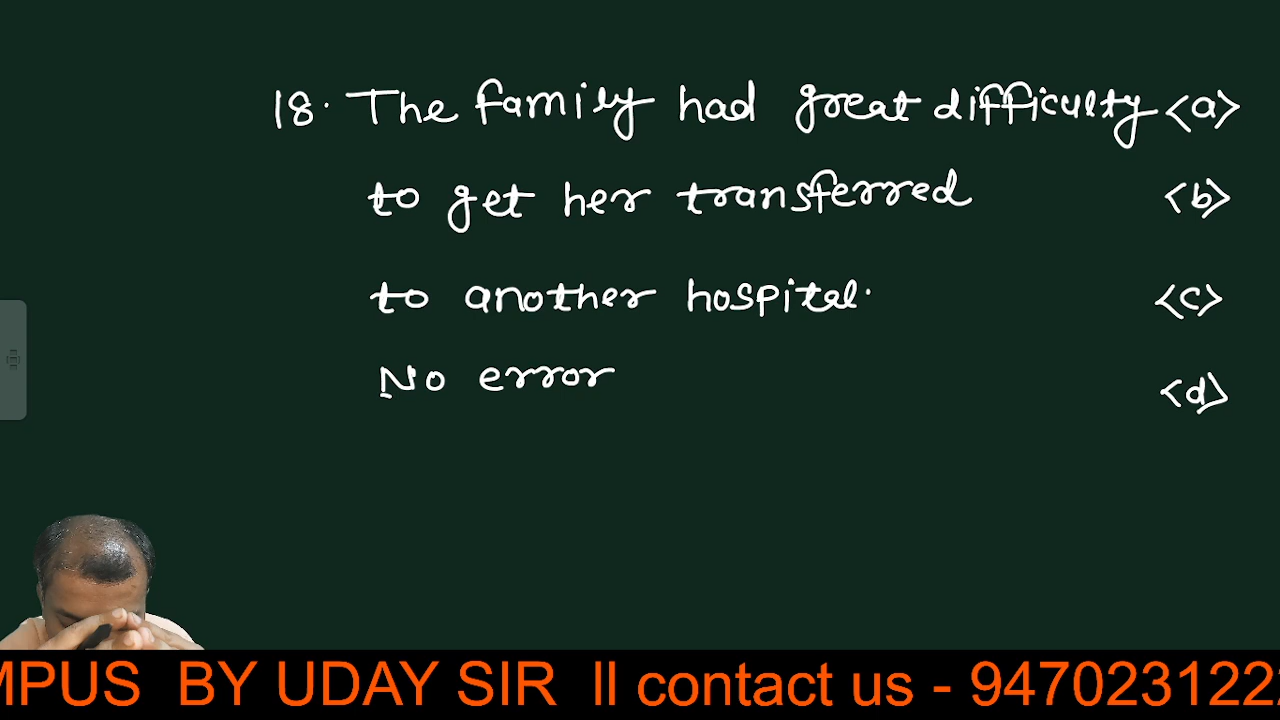 18. The family had great difficulty <a>
to get her transferred <b>
to another hospital. <c>
No error <d>
MPUS BY UDAY SIR ll contact us - 947023122